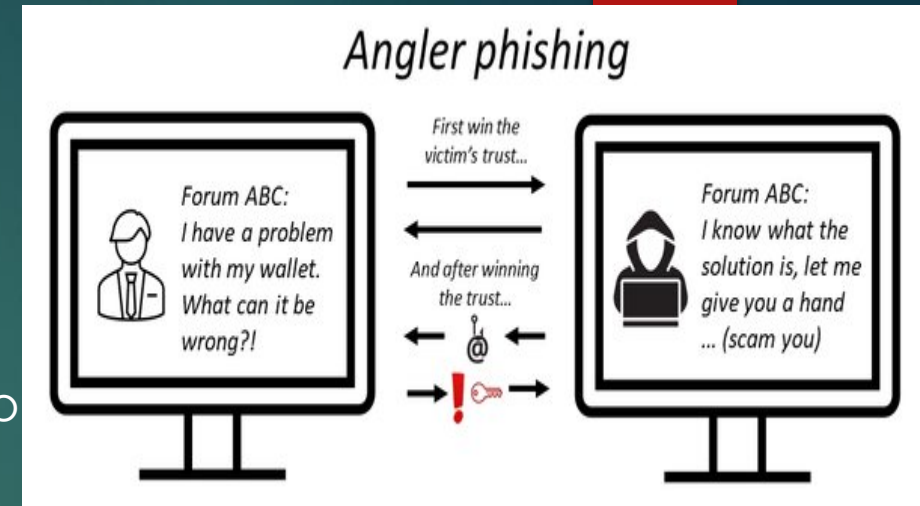 Angler phishing
Forum ABC:
I have a problem
with my wallet.
What can it be
wrong?!
First win the
victim's trust...
And after winning
the trust...
@
!
Forum ABC:
I know what the
solution is, let me
give you a hand
... (scam you)